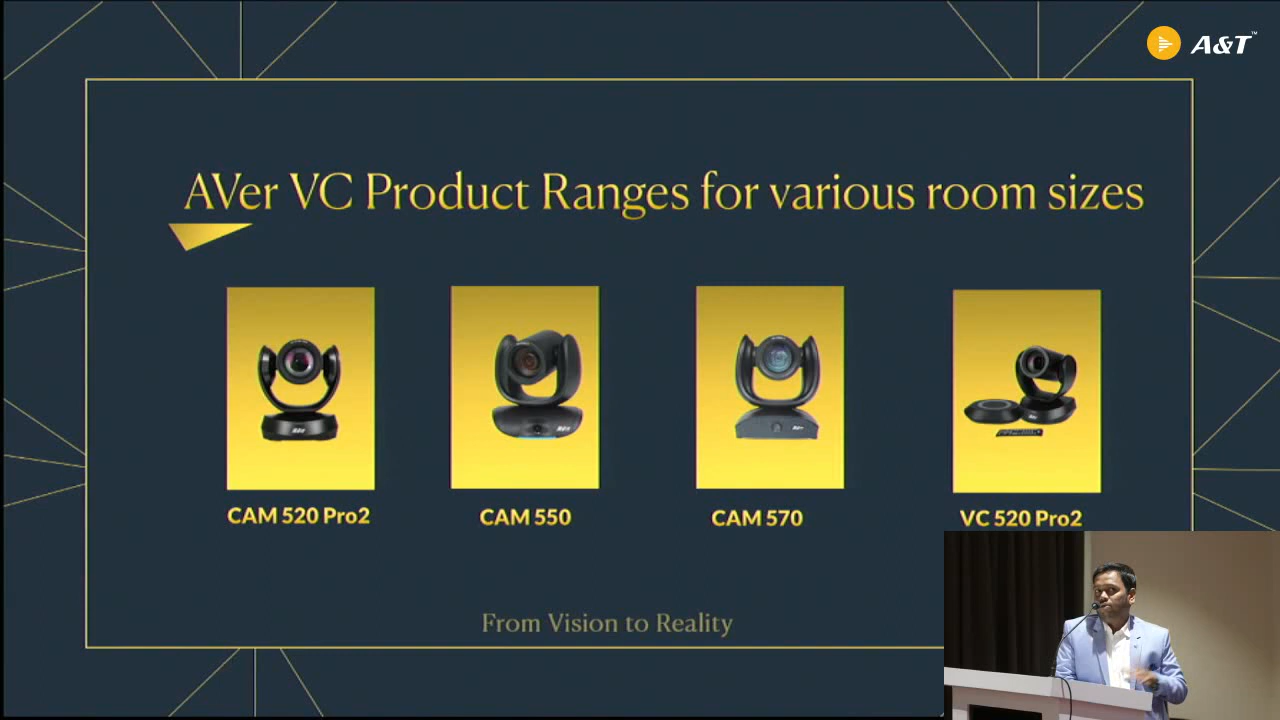 A&T™
AVer VC Product Ranges for various room sizes
CAM 520 Pro2
CAM 550
CAM 570
VC 520 Pro2
From Vision to Reality